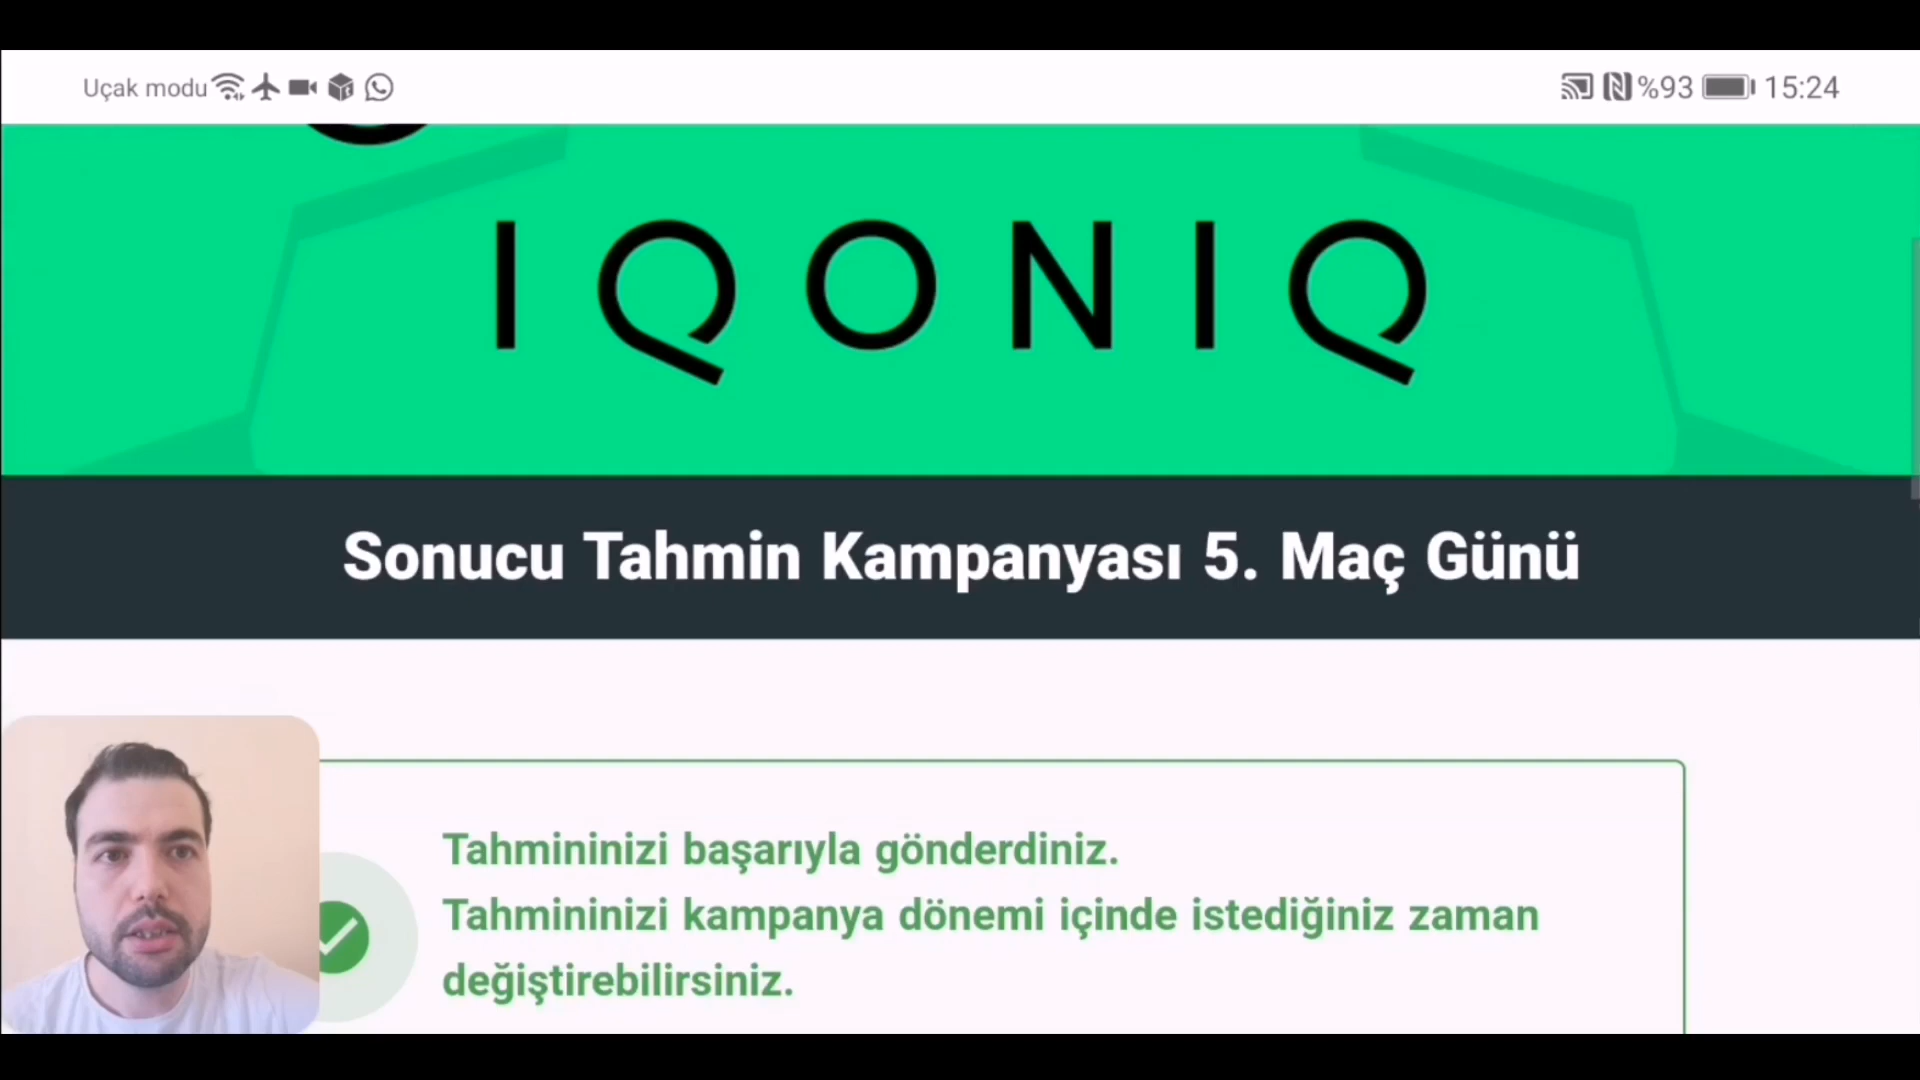 Uçak modu
%93 15:24
IQONIQ
Sonucu Tahmin Kampanyası 5. Maç Günü
Tahmininizi başarıyla gönderdiniz.
Tahmininizi kampanya dönemi içinde istediğiniz zaman
değiştirebilirsiniz.